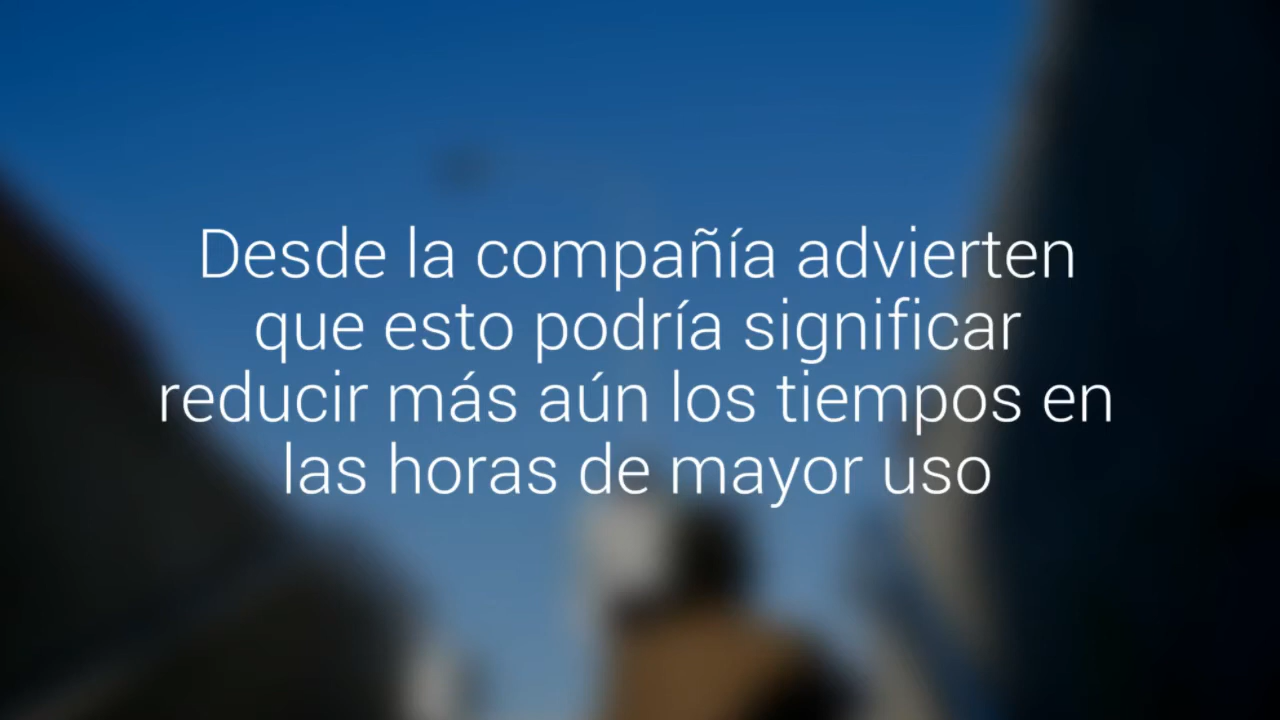 Desde la compañía advierten
que esto podría significar
reducir más aún los tiempos en
las horas de mayor uso